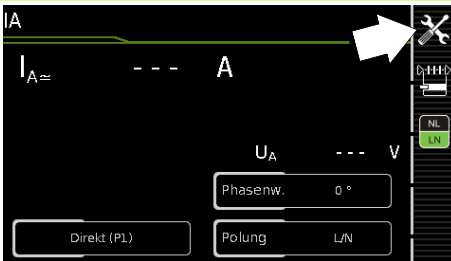 IA
IA≃ --- A
UA --- V
Phasenw. 0 °
Direkt (P1) Polung L/N
NL
LN